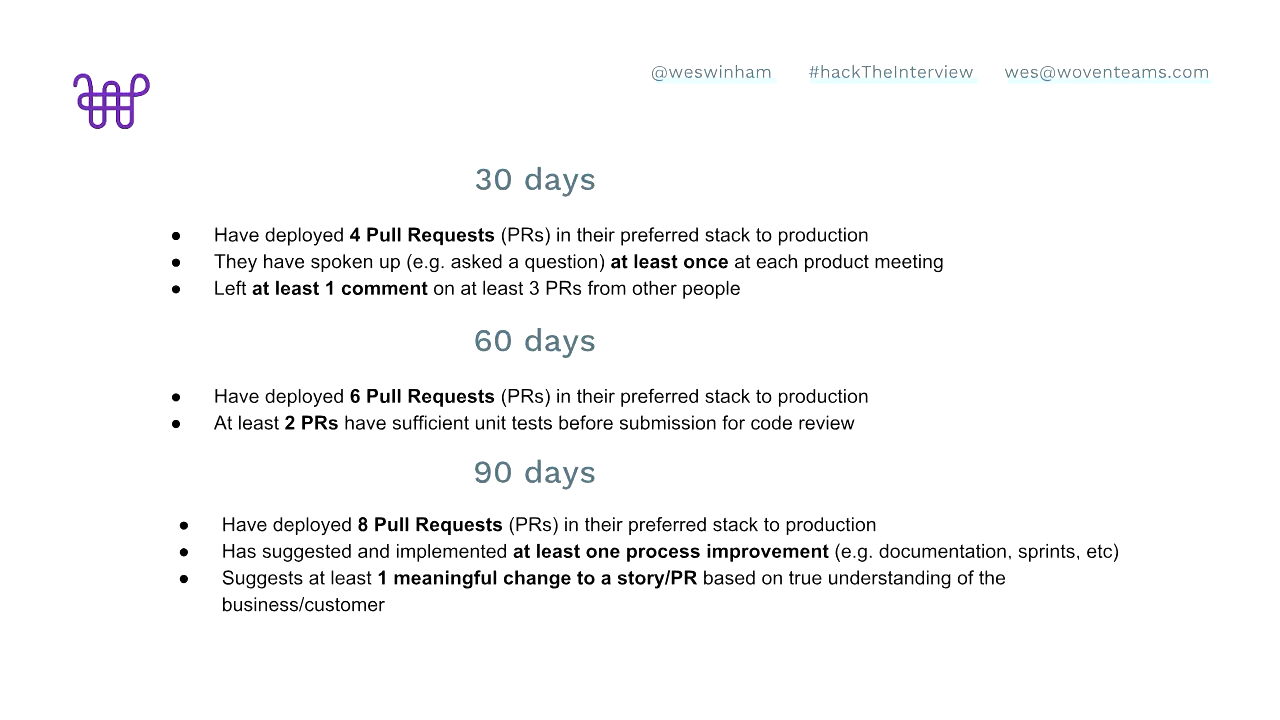 @weswinham #hackTheInterview wes@woventeams.com
30 days
● Have deployed 4 Pull Requests (PRs) in their preferred stack to production
● They have spoken up (e.g. asked a question) at least once at each product meeting
● Left at least 1 comment on at least 3 PRs from other people
60 days
● Have deployed 6 Pull Requests (PRs) in their preferred stack to production
● At least 2 PRs have sufficient unit tests before submission for code review
90 days
● Have deployed 8 Pull Requests (PRs) in their preferred stack to production
● Has suggested and implemented at least one process improvement (e.g. documentation, sprints, etc)
● Suggests at least 1 meaningful change to a story/PR based on true understanding of the
business/customer